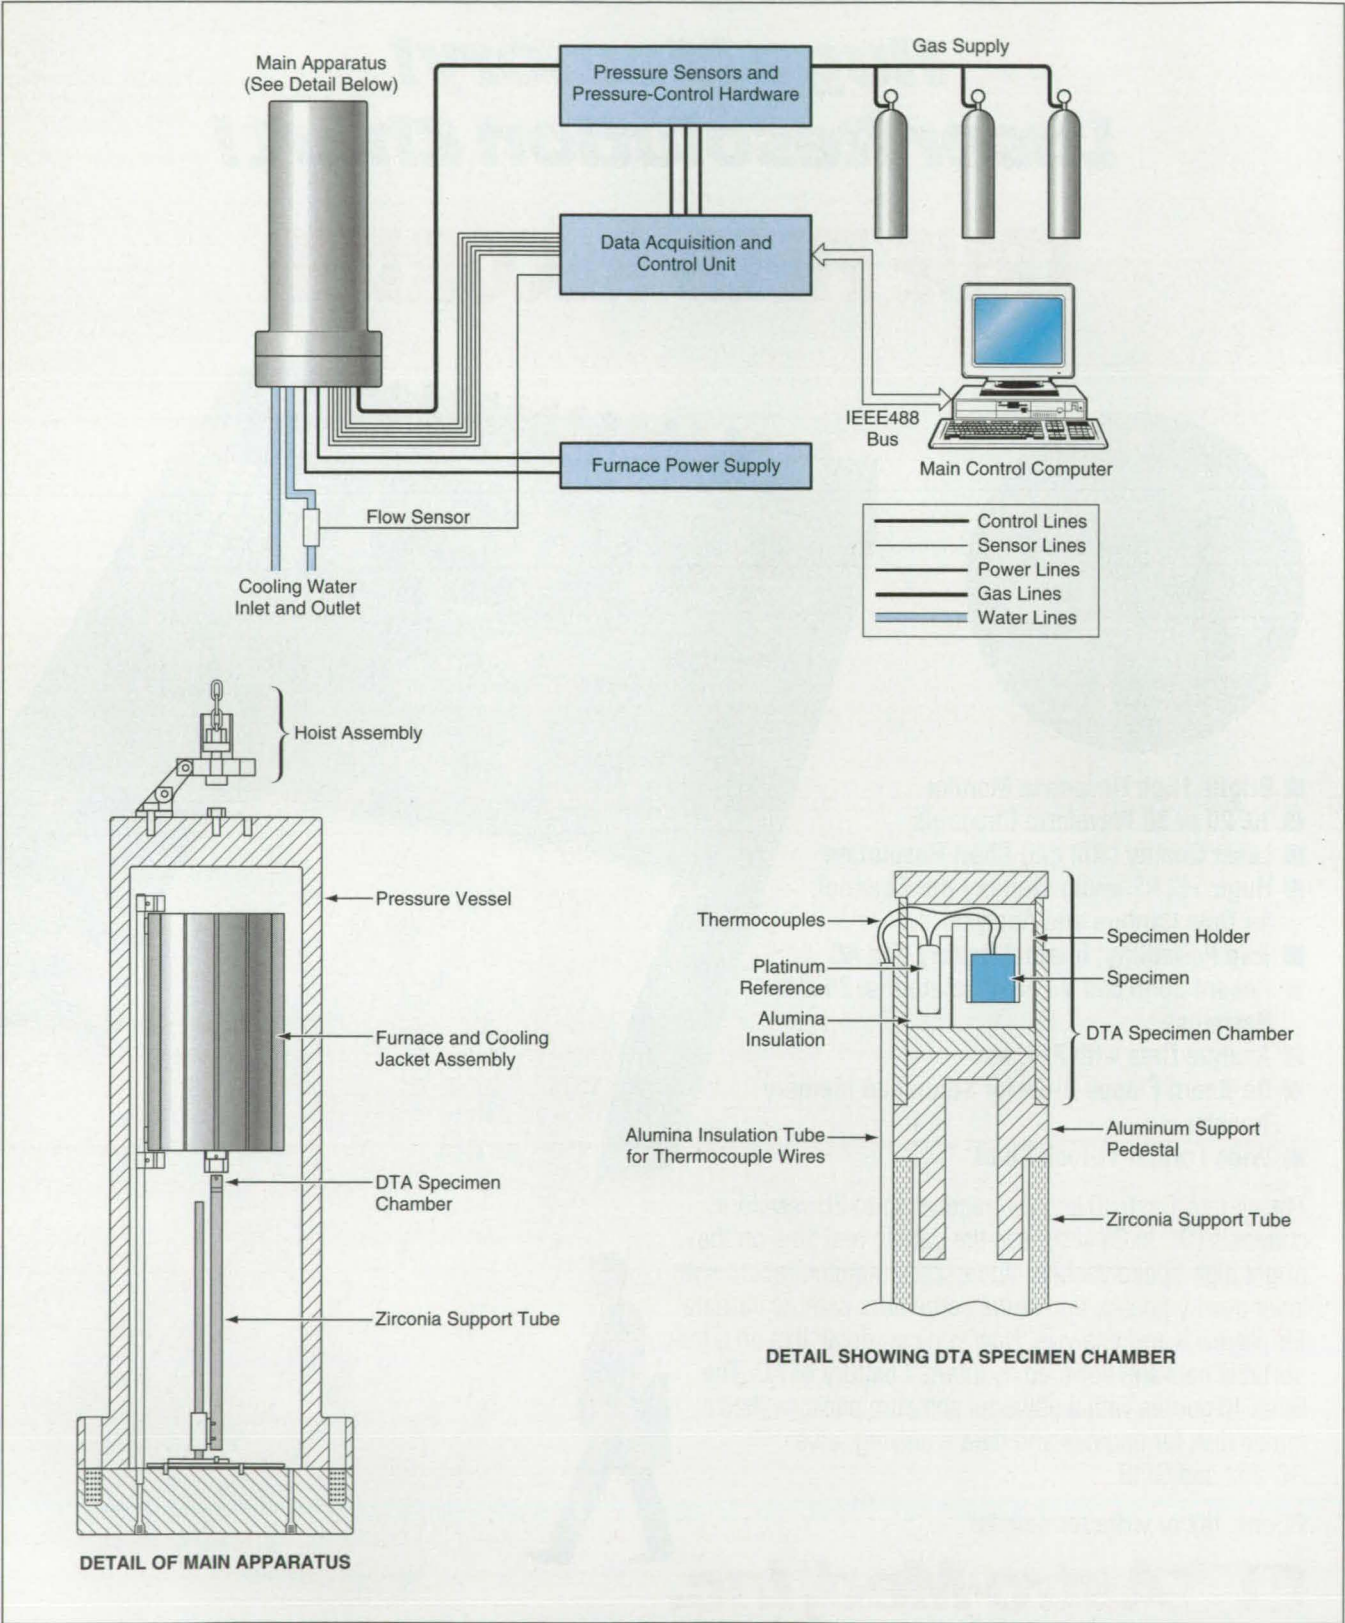 Main Apparatus
(See Detail Below)
Pressure Sensors and
Pressure-Control Hardware
Gas Supply
Data Acquisition and
Control Unit
IEEE488
Bus
Main Control Computer
Furnace Power Supply
Flow Sensor
Cooling Water
Inlet and Outlet
Control Lines
Sensor Lines
Power Lines
Gas Lines
Water Lines
Hoist Assembly
Pressure Vessel
Furnace and Cooling
Jacket Assembly
DTA Specimen
Chamber
Zirconia Support Tube
DETAIL OF MAIN APPARATUS
Thermocouples
Platinum
Reference
Alumina
Insulation
Alumina Insulation Tube
for Thermocouple Wires
Specimen Holder
Specimen
DTA Specimen Chamber
Aluminum Support
Pedestal
Zirconia Support Tube
DETAIL SHOWING DTA SPECIMEN CHAMBER